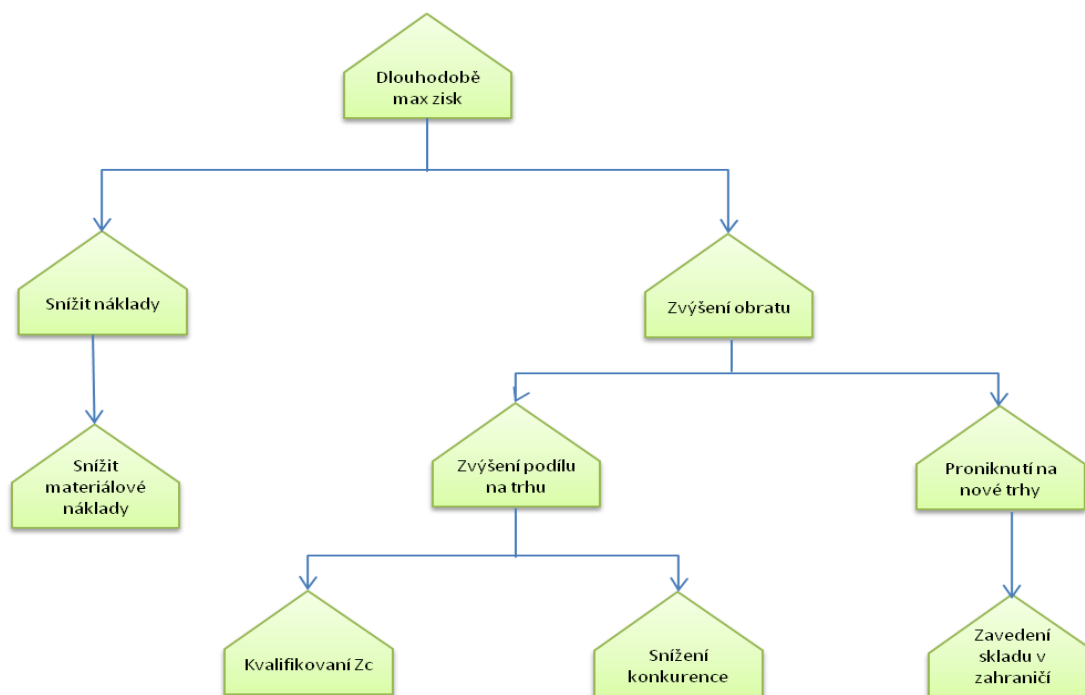 Dlouhodobě
max zisk
Snížit náklady
Zvýšení obratu
Snížit
materiálové
náklady
Zvýšení podílu
na trhu
Proniknutí na
nové trhy
Kvalifikovaní Zc
Snížení
konkurence
Zavedení
skladu v
zahraničí